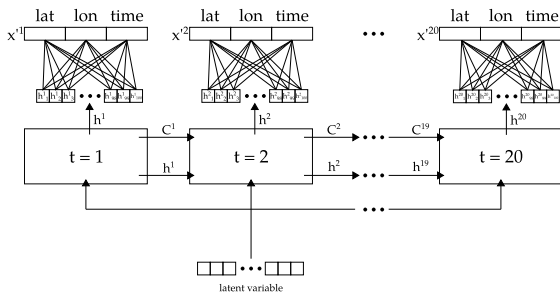 lat lon time lat lon time lat lon time
x'¹ x'² ••• x'²⁰
••• ••• •••
h¹ h² h²⁰
C¹ C² C¹⁹
t = 1 t = 2 ••• t = 20
h¹ h² ••• h¹⁹
•••
•••
latent variable